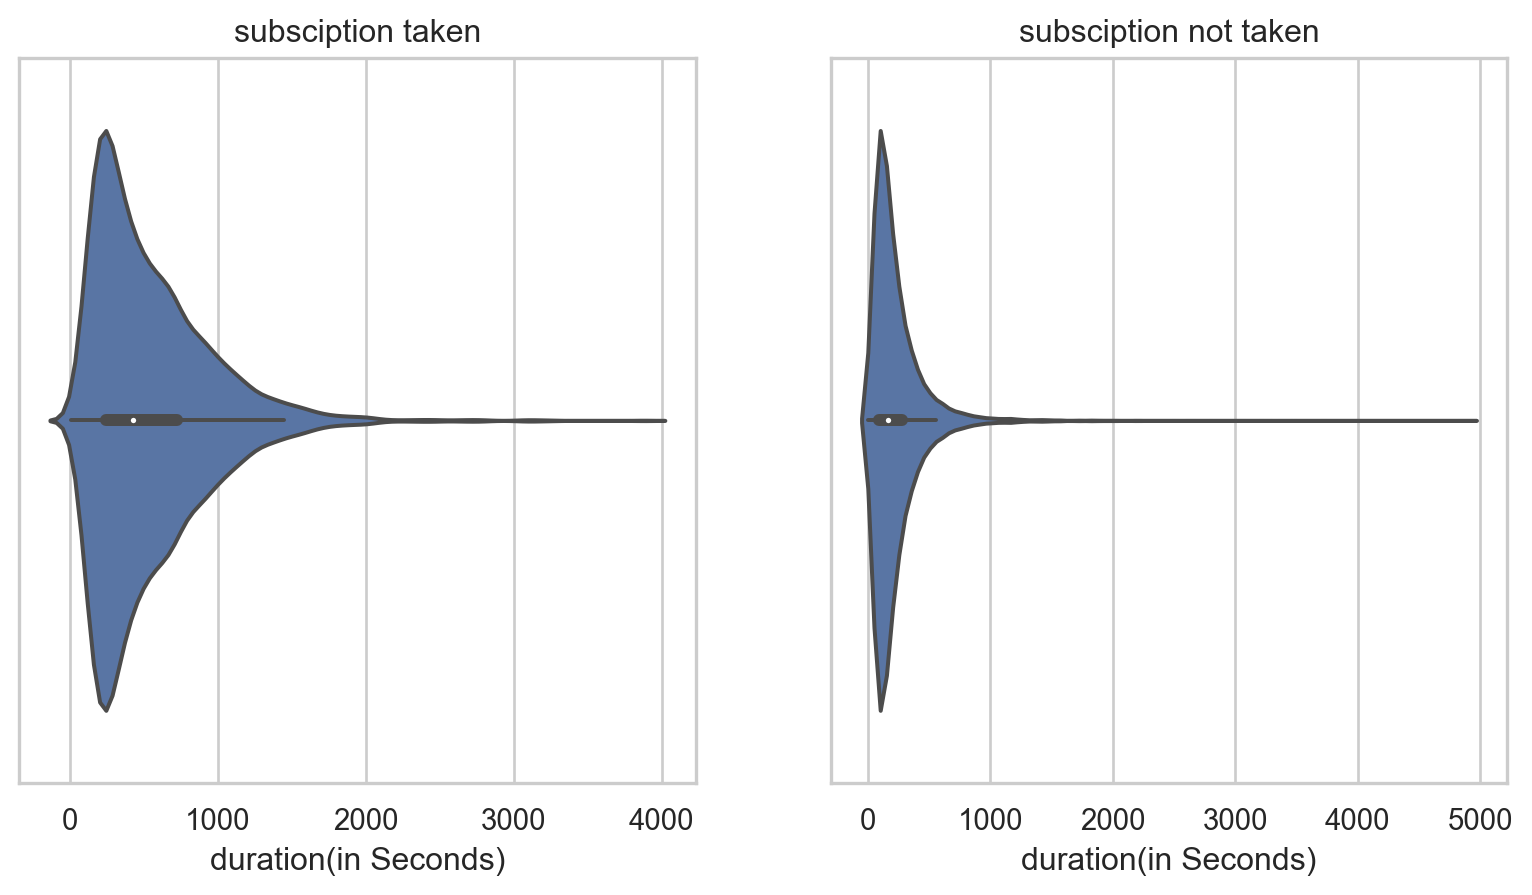 subsciption taken
subsciption not taken
0 1000 2000 3000 4000
0 1000 2000 3000 4000 5000
duration(in Seconds)
duration(in Seconds)